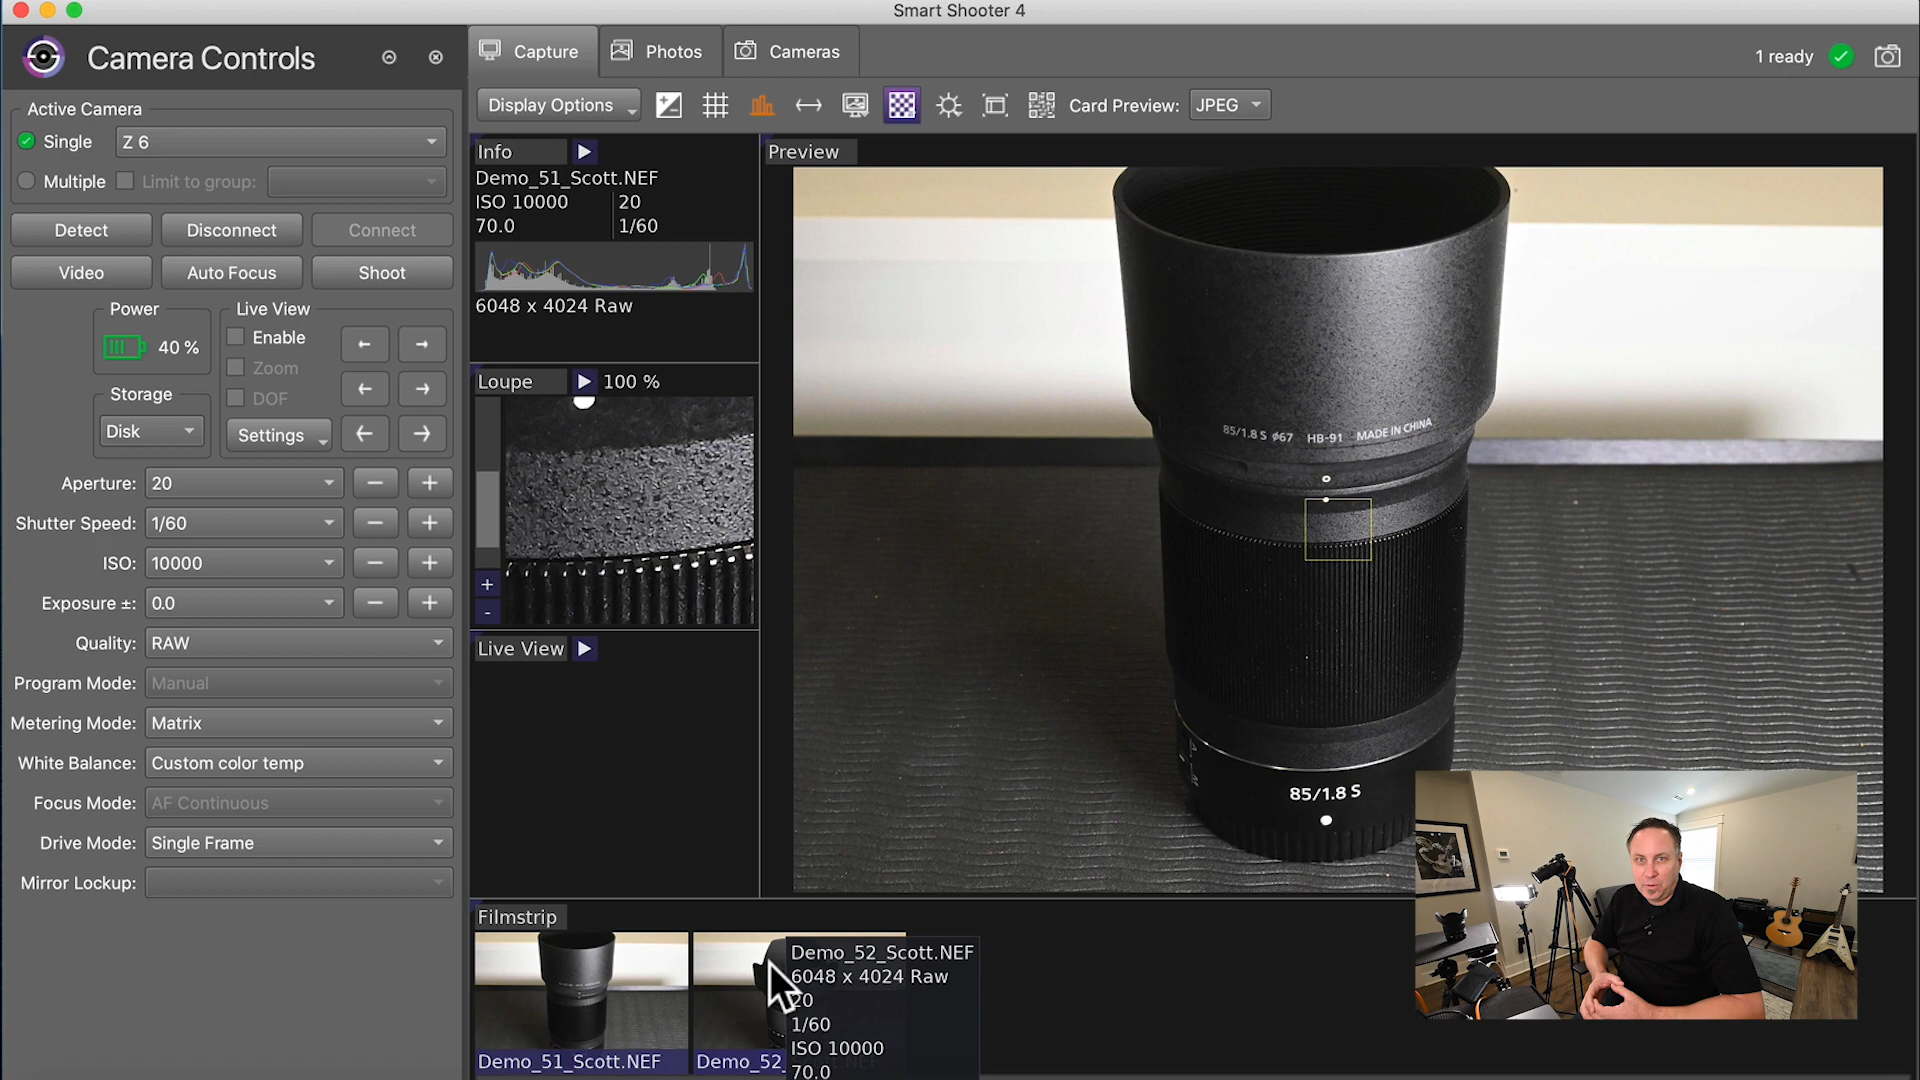 Smart Shooter 4
Camera Controls
Capture
Photos
Cameras
1 ready
Display Options
Card Preview:
JPEG
Active Camera
Single
Z 6
Multiple
Limit to group:
Detect
Disconnect
Connect
Video
Auto Focus
Shoot
Power
40 %
Storage
Disk
Live View
Enable
Zoom
DOF
Settings
Aperture:
20
Shutter Speed:
1/60
ISO:
10000
Exposure ±:
0.0
Quality:
RAW
Program Mode:
Manual
Metering Mode:
Matrix
White Balance:
Custom color temp
Focus Mode:
AF Continuous
Drive Mode:
Single Frame
Mirror Lockup:
Info
Demo_51_Scott.NEF
ISO 10000
20
70.0
1/60
6048 x 4024 Raw
Loupe
100 %
+
-
Live View
Preview
85/1.8 S ø67 HB-91 MADE IN CHINA
85/1.8 S
Filmstrip
Demo_51_Scott.NEF
Demo_52_
Demo_52_Scott.NEF
6048 x 4024 Raw
20
1/60
ISO 10000
70.0